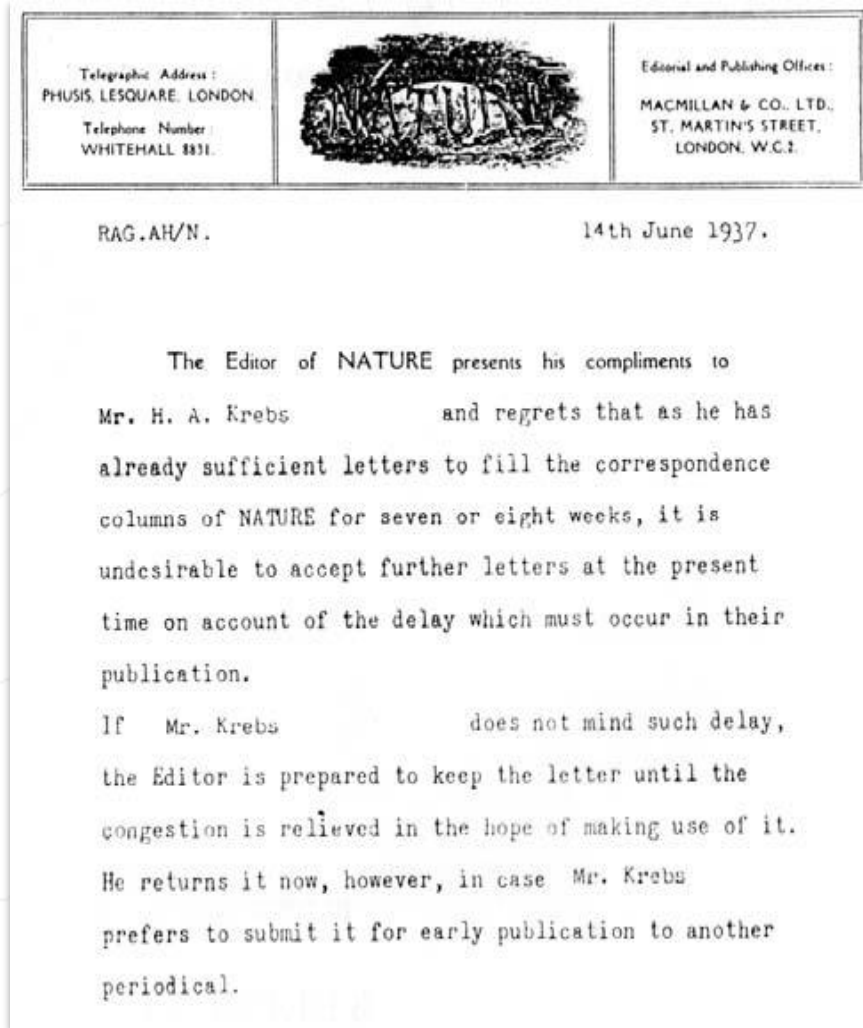 Telegraphic Address :
PHUSIS, LESQUARE, LONDON.
Telephone Number :
WHITEHALL 8831.
NATURE
Editorial and Publishing Offices :
MACMILLAN & CO., LTD.,
ST. MARTIN'S STREET,
LONDON, W.C.2.
RAG.AH/N.
14th June 1937.
The Editor of NATURE presents his compliments to
Mr. H. A. Krebs and regrets that as he has
already sufficient letters to fill the correspondence
columns of NATURE for seven or eight weeks, it is
undesirable to accept further letters at the present
time on account of the delay which must occur in their
publication.
If Mr. Krebs does not mind such delay,
the Editor is prepared to keep the letter until the
congestion is relieved in the hope of making use of it.
He returns it now, however, in case Mr. Krebs
prefers to submit it for early publication to another
periodical.